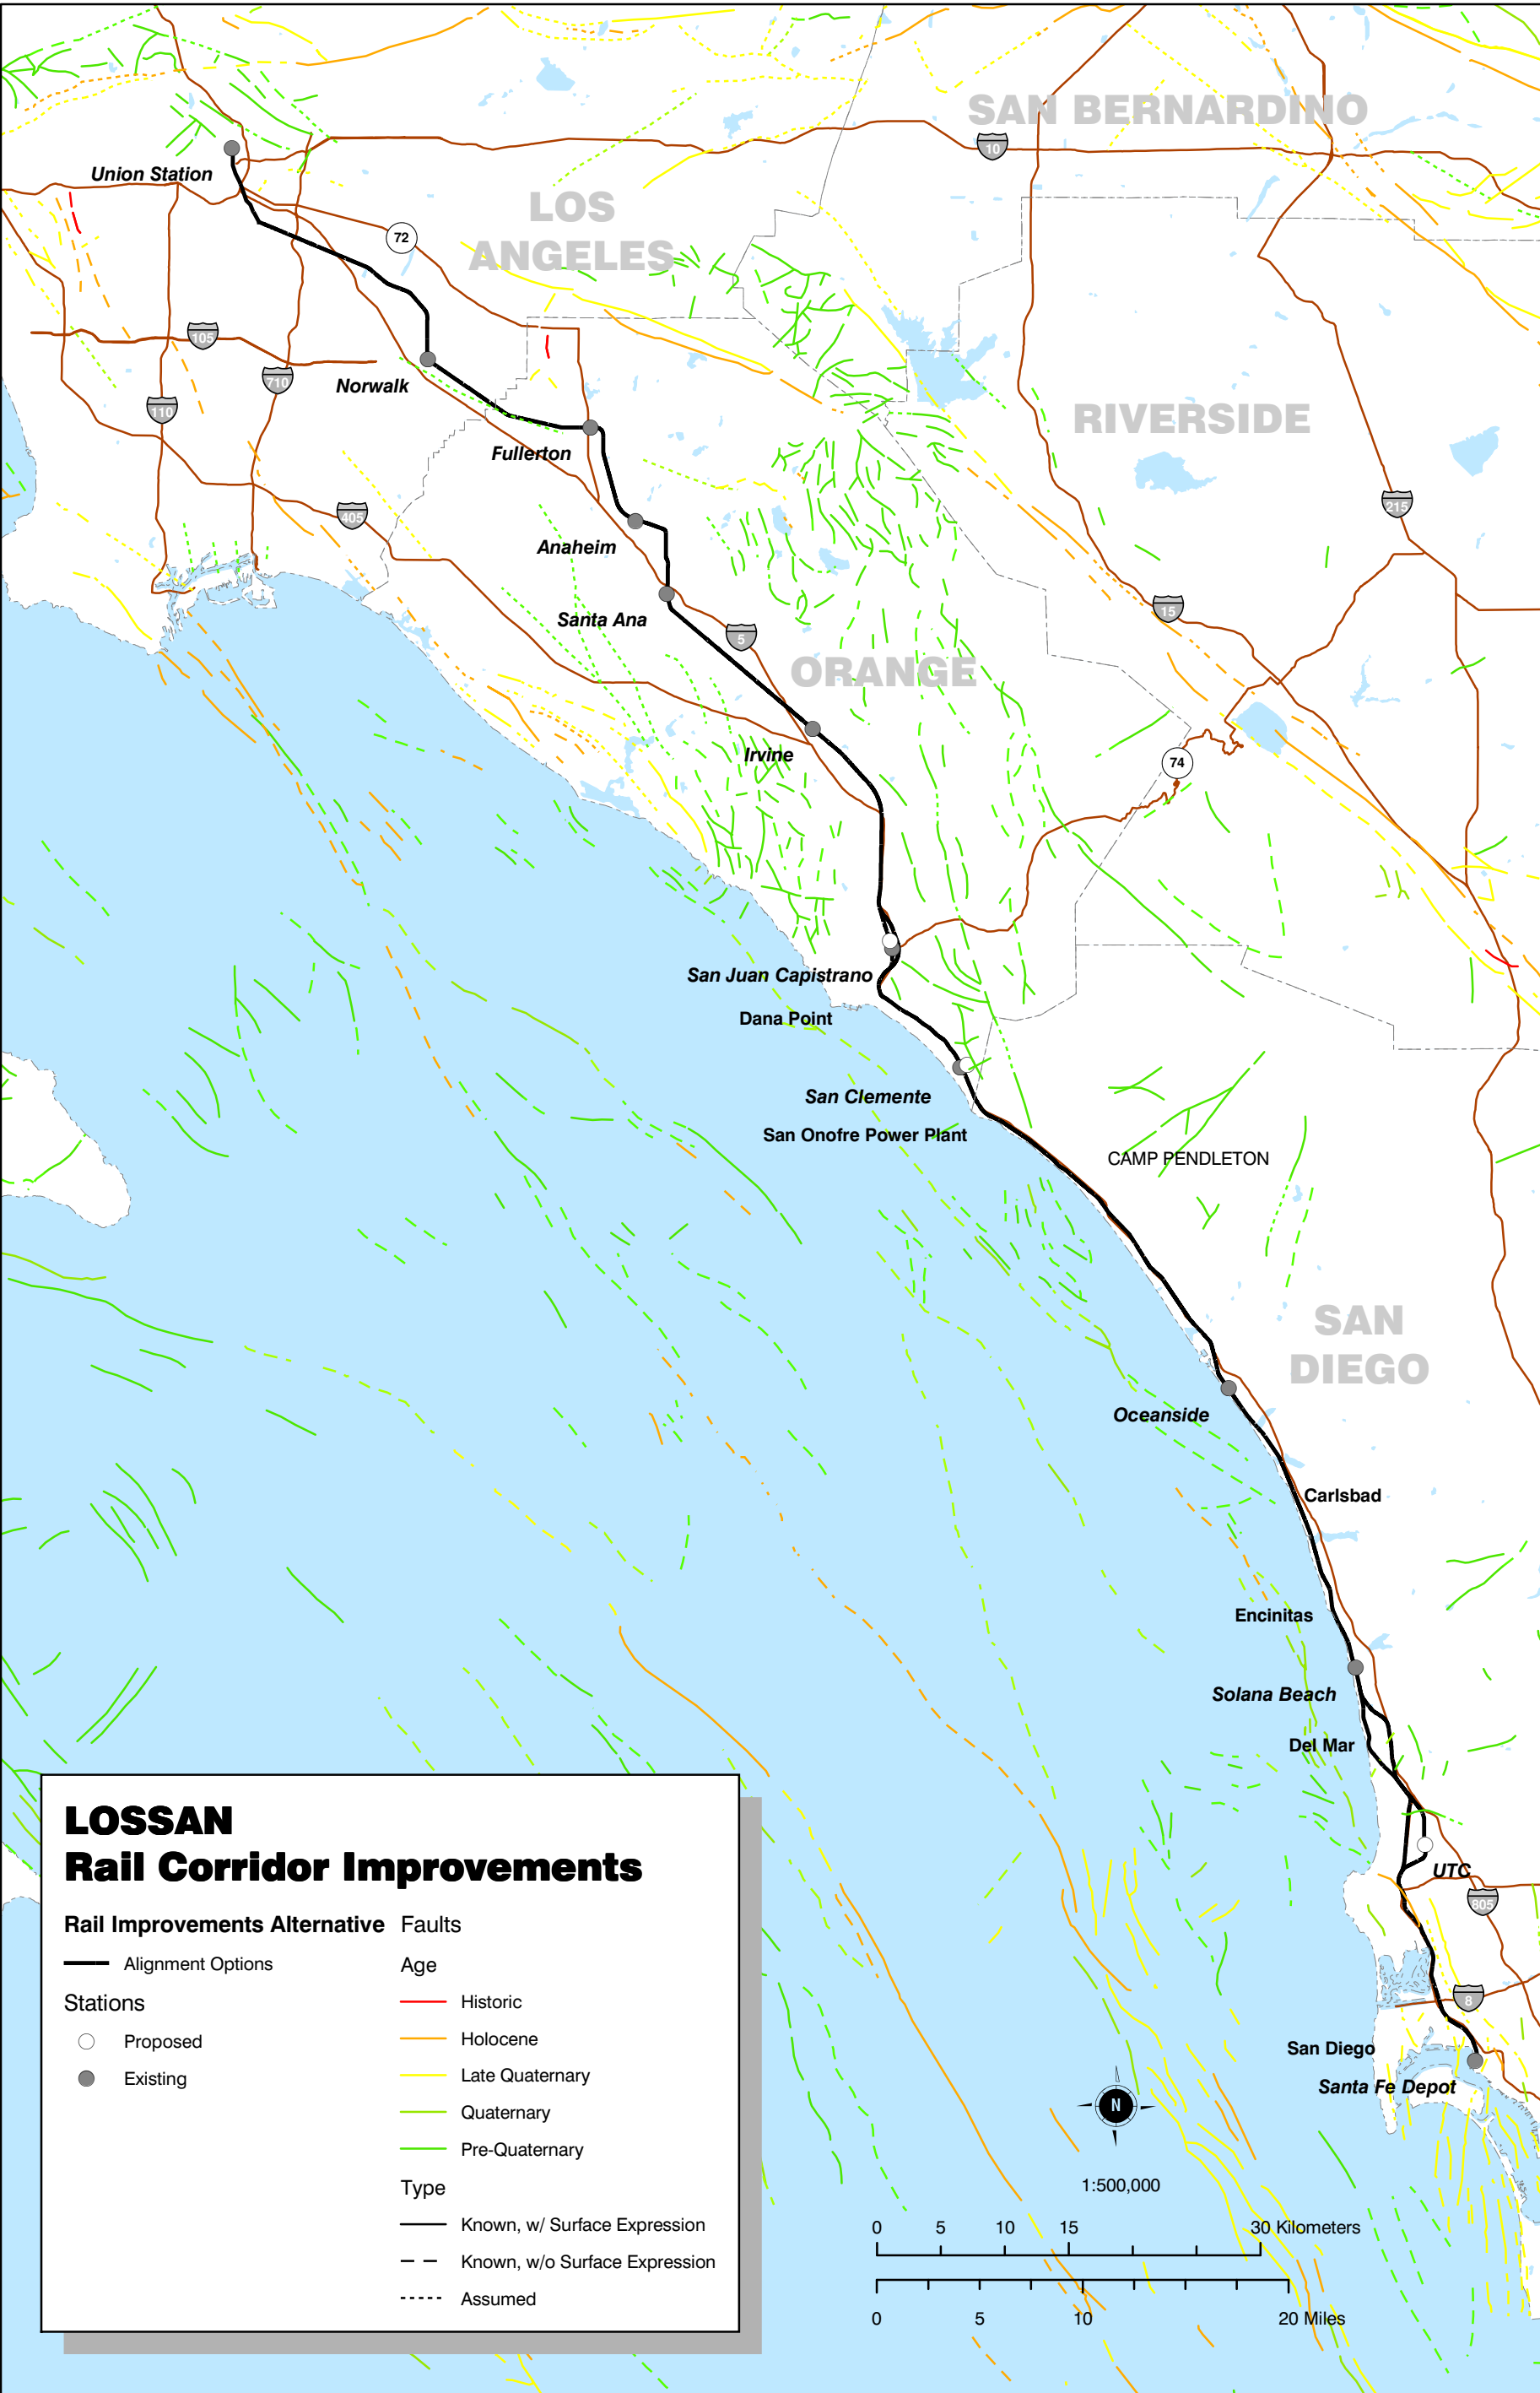 SAN BERNARDINO
10
Union Station
LOS
ANGELES
72
105
Norwalk
710
110
RIVERSIDE
Fullerton
405
215
Anaheim
Santa Ana
15
5
ORANGE
Irvine
74
San Juan Capistrano
Dana Point
San Clemente
San Onofre Power Plant
CAMP PENDLETON
SAN
DIEGO
Oceanside
Carlsbad
Encinitas
Solana Beach
Del Mar
UTC
805
8
San Diego
Santa Fe Depot
LOSSAN
Rail Corridor Improvements
Rail Improvements Alternative
Alignment Options
Stations
Proposed
Existing
Faults
Age
Historic
Holocene
Late Quaternary
Quaternary
Pre-Quaternary
Type
Known, w/ Surface Expression
Known, w/o Surface Expression
Assumed
N
1:500,000
0 5 10 15 30 Kilometers
0 5 10 20 Miles